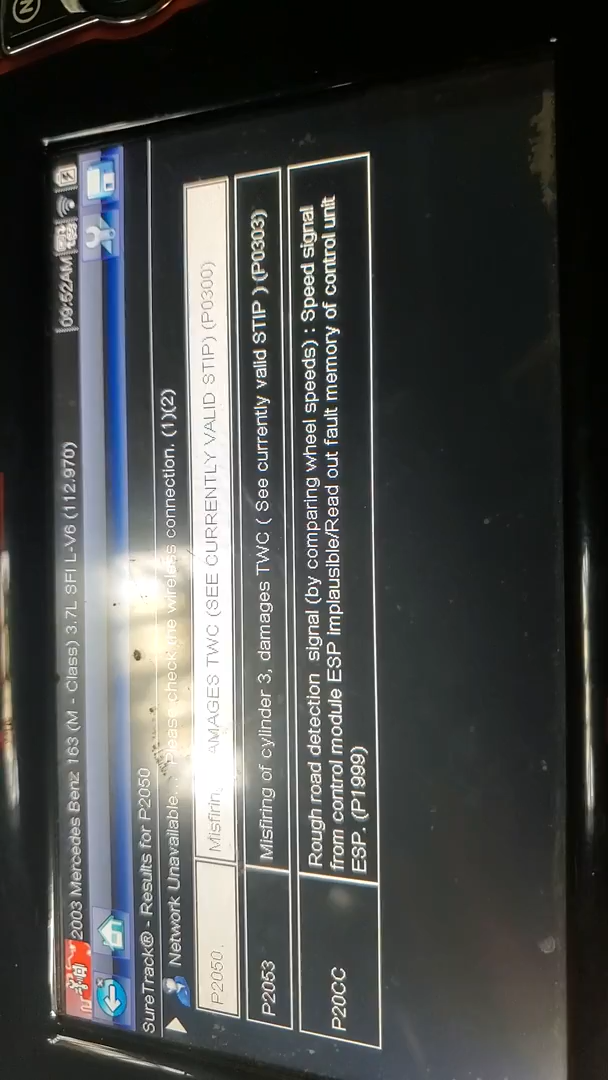 2003 Mercedes Benz 163 (M - Class) 3.7L SFI L-V6 (112.970)
09:52AM
SureTrack® - Results for P2050
Network Unavailable... Please check the wireless connection. (1)(2)
P2050
Misfirin AMAGES TWC (SEE CURRENTLY VALID STIP) (P0300)
P2053
Misfiring of cylinder 3, damages TWC ( See currently valid STIP ) (P0303)
P20CC
Rough road detection signal (by comparing wheel speeds) : Speed signal
from control module ESP implausible/Read out fault memory of control unit
ESP. (P1999)
N